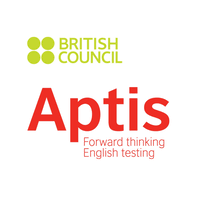 BRITISH
COUNCIL
Aptis
Forward thinking
English testing